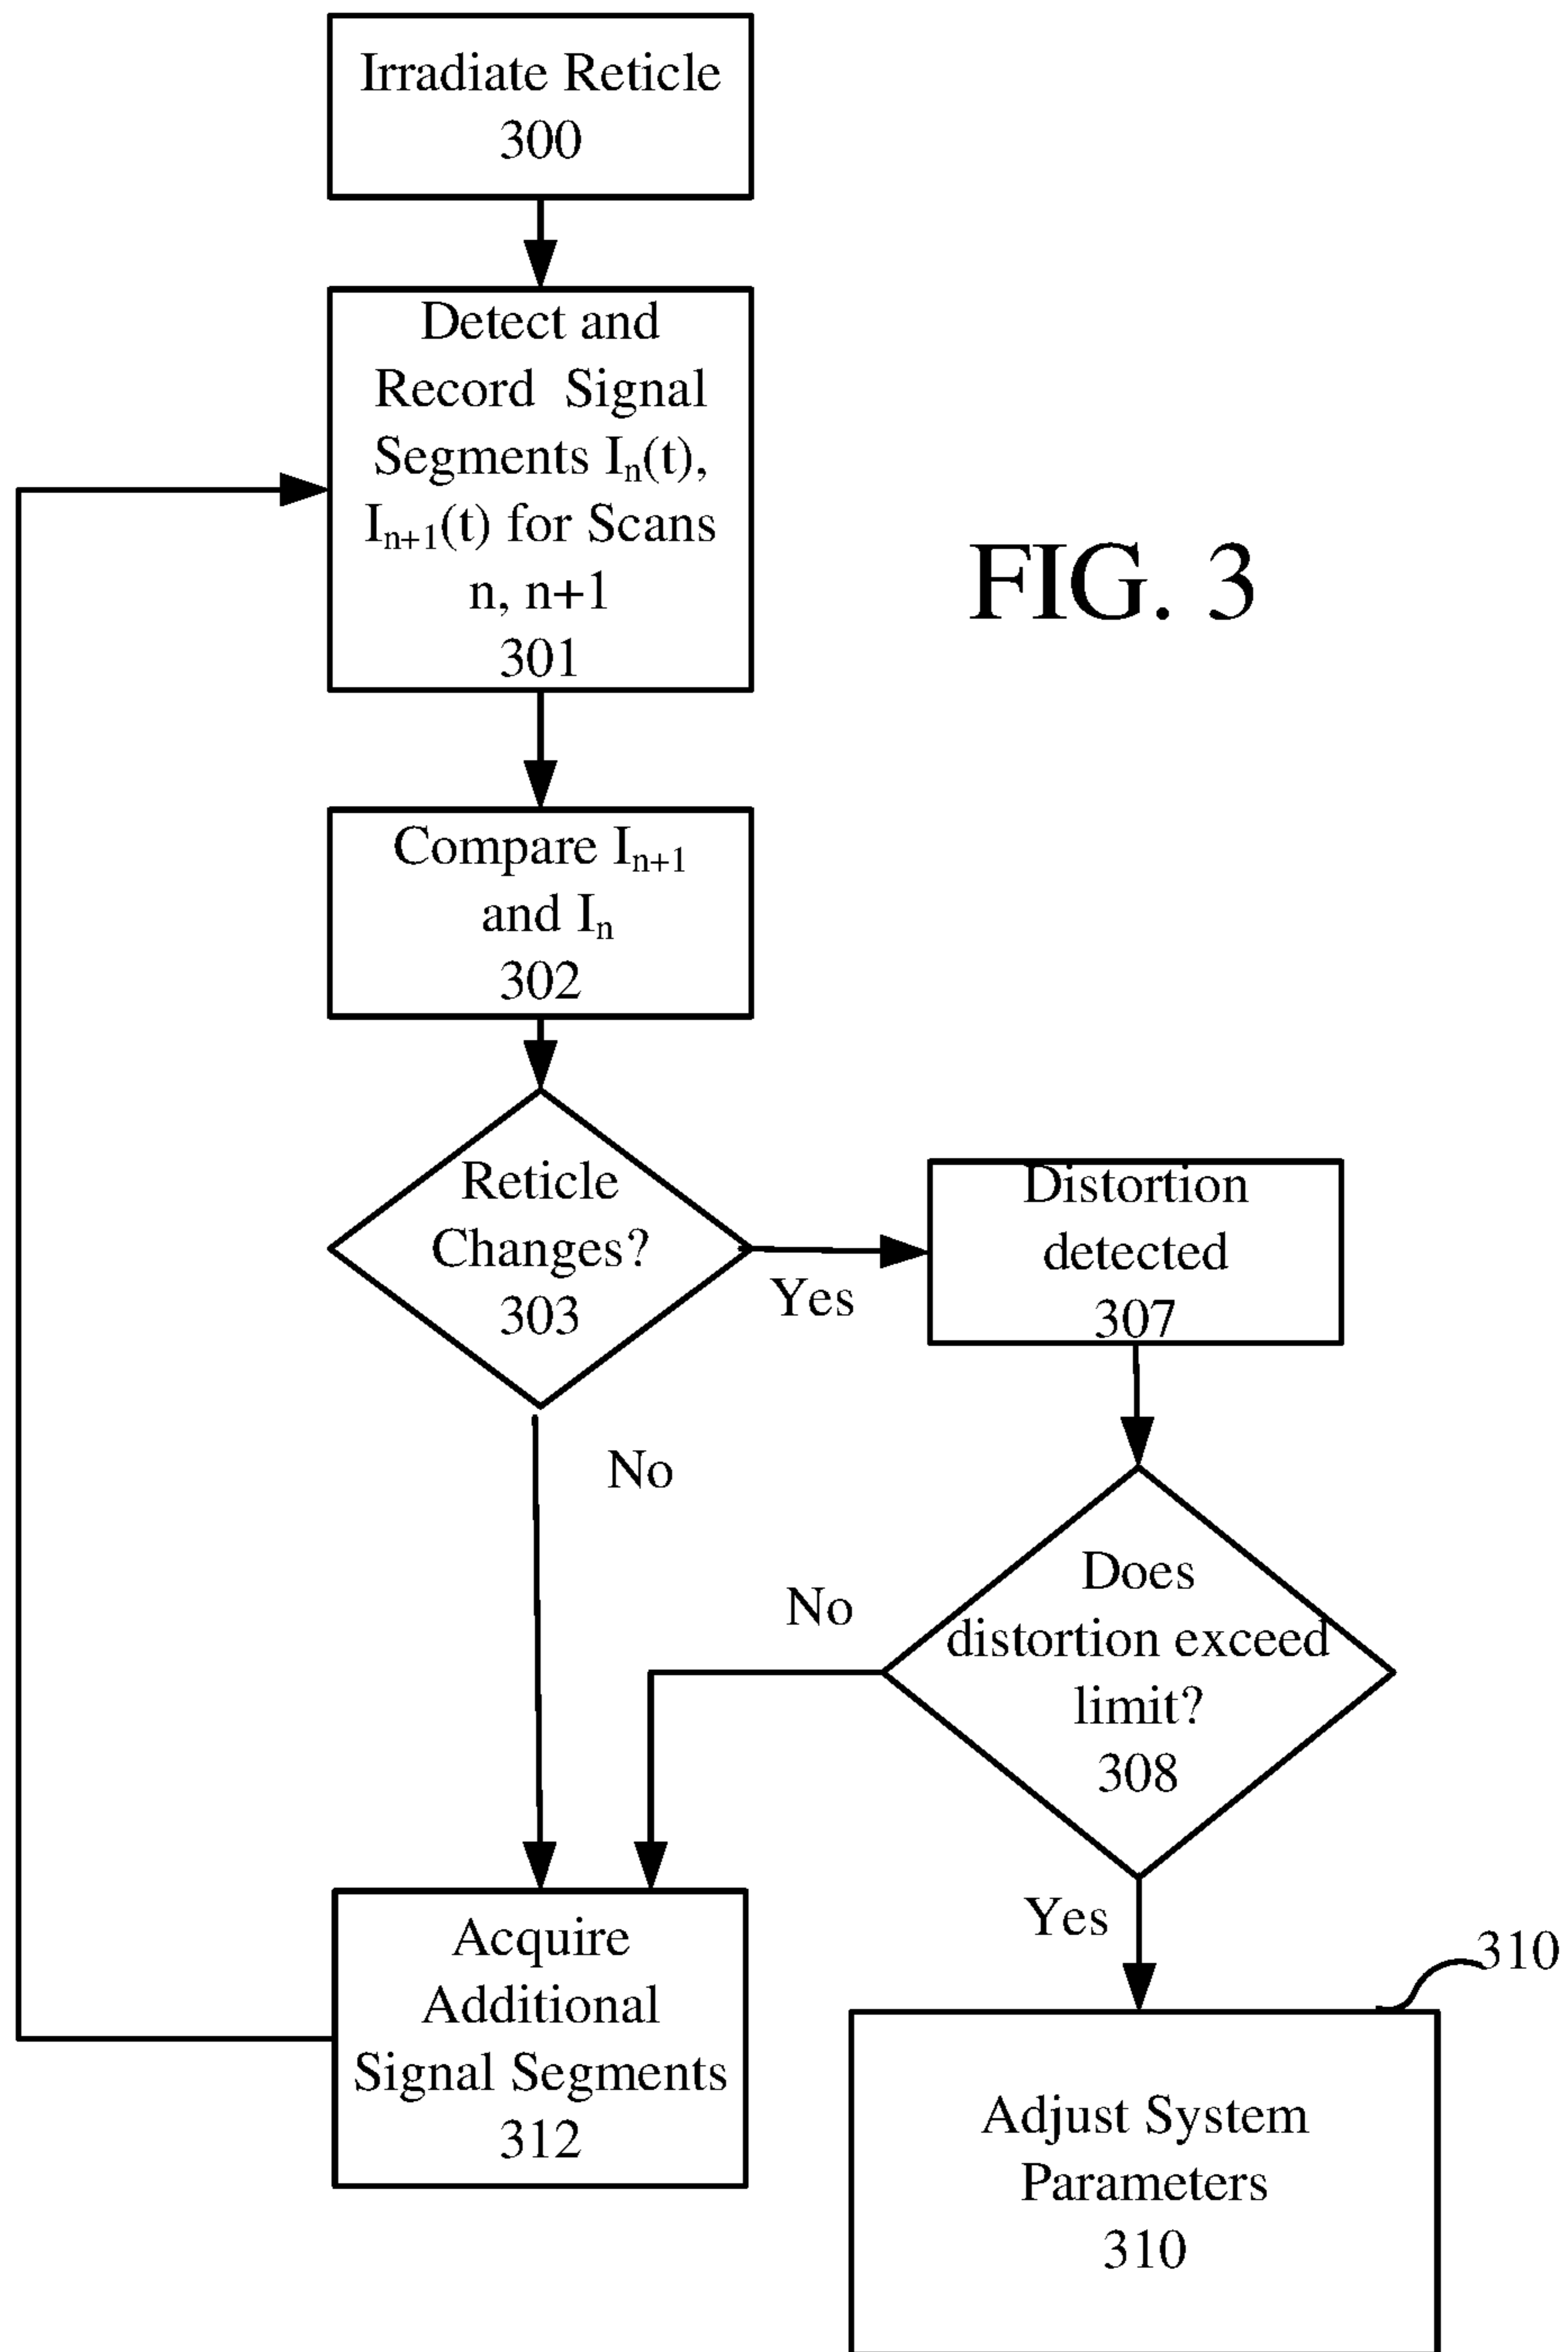 Irradiate Reticle
300
Detect and
Record Signal
Segments Iₙ(t),
Iₙ₊₁(t) for Scans
n, n+1
301
FIG. 3
Compare Iₙ₊₁
and Iₙ
302
Reticle
Changes?
303
Yes
Distortion
detected
307
No
Does
distortion exceed
limit?
308
No
Yes
Acquire
Additional
Signal Segments
312
310
Adjust System
Parameters
310